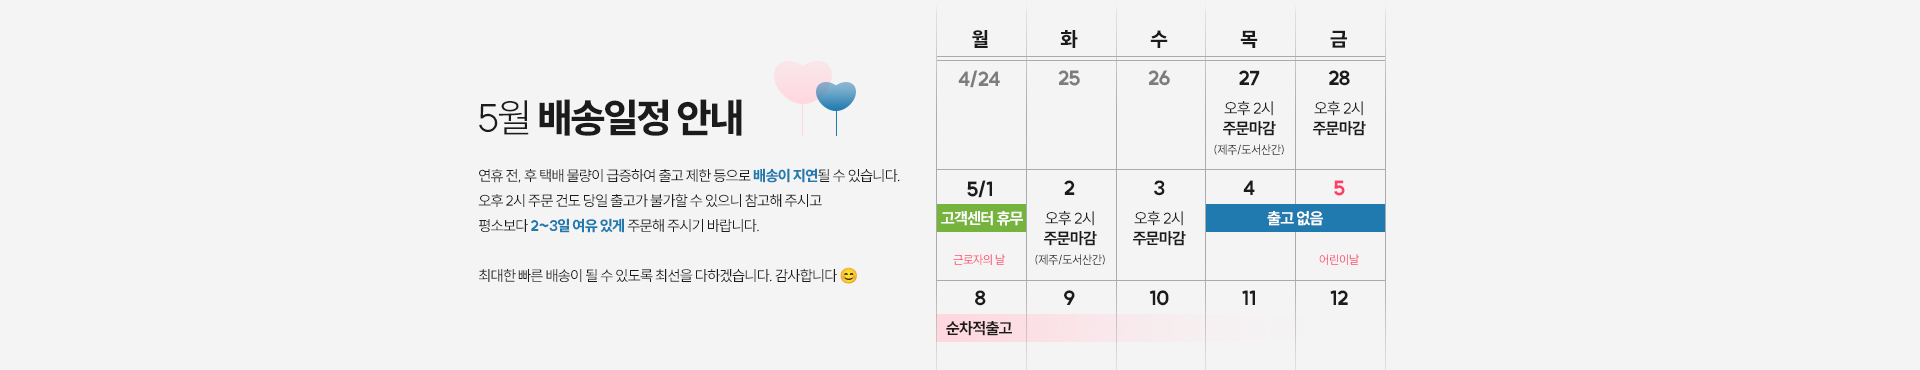 5월 배송일정 안내
연휴 전, 후 택배 물량이 급증하여 출고 제한 등으로 배송이 지연될 수 있습니다.
오후 2시 주문 건도 당일 출고가 불가할 수 있으니 참고해 주시고
평소보다 2~3일 여유 있게 주문해 주시기 바랍니다.
최대한 빠른 배송이 될 수 있도록 최선을 다하겠습니다. 감사합니다 😊
월 화 수 목 금
4/24 25 26 27 28
오후 2시 오후 2시
주문마감 주문마감
(제주/도서산간)
5/1 2 3 4 5
고객센터 휴무 오후 2시 오후 2시 출고 없음
주문마감 주문마감
근로자의 날 (제주/도서산간) 어린이날
8 9 10 11 12
순차적출고